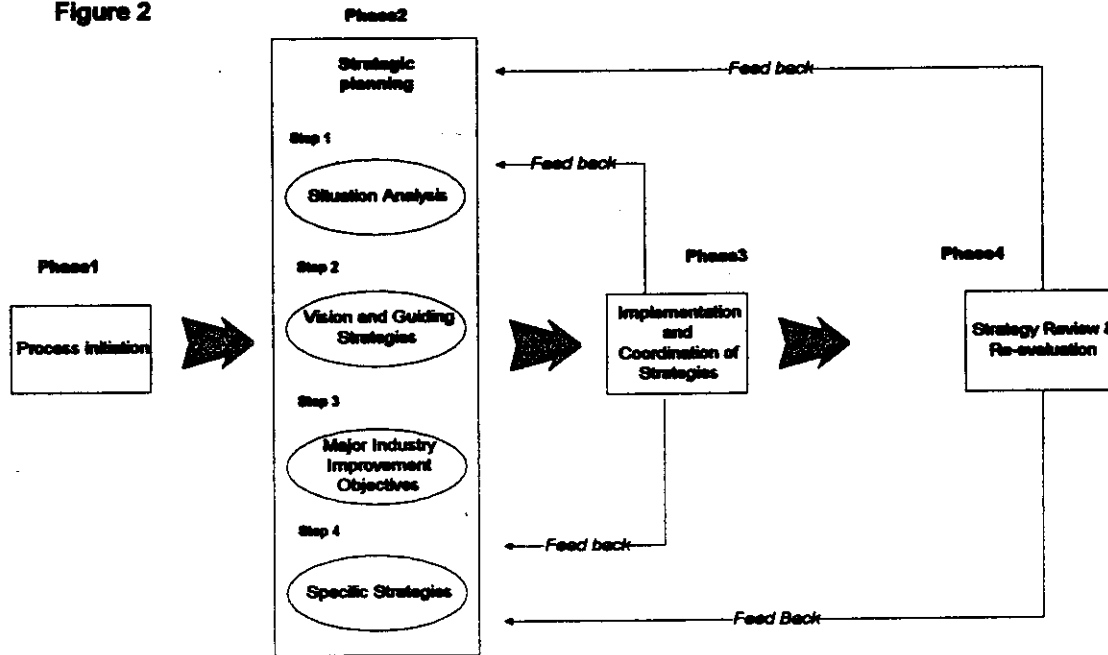 Figure 2
Phase2
Strategic
planning
Feed back
Step 1
Feed back
Situation Analysis
Phase1
Step 2
Phase3
Phase4
Process initiation
Vision and Guiding
Strategies
Implementation
and
Coordination of
Strategies
Strategy Review &
Re-evaluation
Step 3
Major Industry
Improvement
Objectives
Step 4
Feed back
Specific Strategies
Feed Back